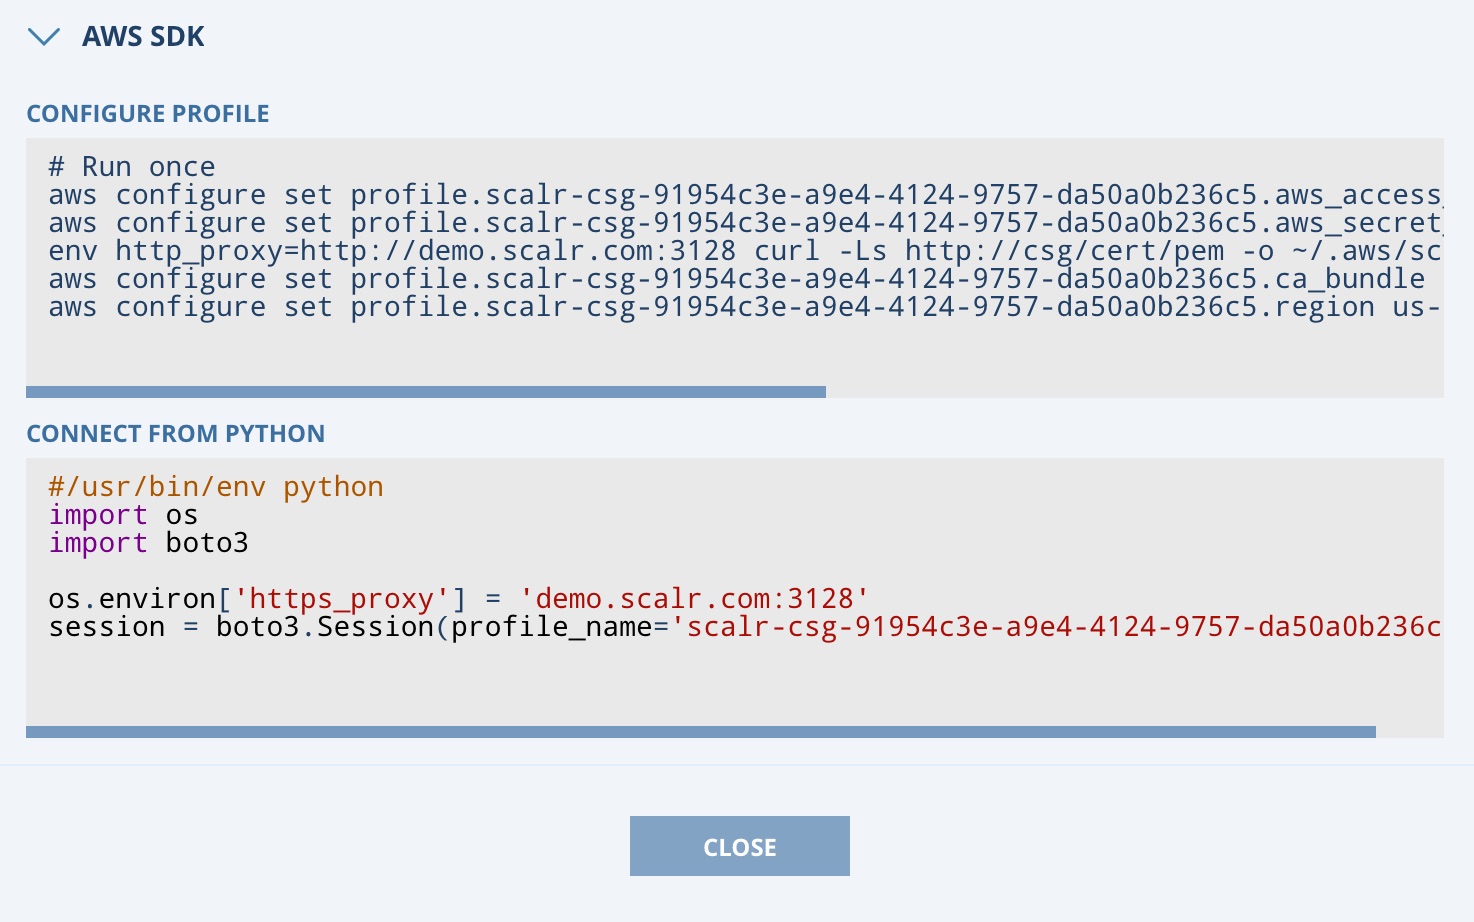 AWS SDK
CONFIGURE PROFILE
# Run once
aws configure set profile.scalr-csg-91954c3e-a9e4-4124-9757-da50a0b236c5.aws_access_
aws configure set profile.scalr-csg-91954c3e-a9e4-4124-9757-da50a0b236c5.aws_secret_
env http_proxy=http://demo.scalr.com:3128 curl -Ls http://csg/cert/pem -o ~/.aws/sc
aws configure set profile.scalr-csg-91954c3e-a9e4-4124-9757-da50a0b236c5.ca_bundle
aws configure set profile.scalr-csg-91954c3e-a9e4-4124-9757-da50a0b236c5.region us-
CONNECT FROM PYTHON
#/usr/bin/env python
import os
import boto3
os.environ['https_proxy'] = 'demo.scalr.com:3128'
session = boto3.Session(profile_name='scalr-csg-91954c3e-a9e4-4124-9757-da50a0b236c
CLOSE